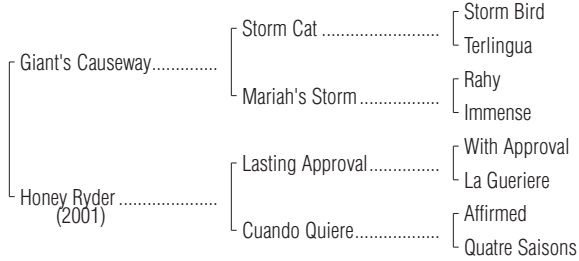 Storm Bird
Storm Cat ........................
Terlingua
Giant's Causeway..............
Rahy
Mariah's Storm .................
Immense
With Approval
Lasting Approval...............
La Gueriere
Honey Ryder .....................
(2001)
Affirmed
Cuando Quiere..................
Quatre Saisons